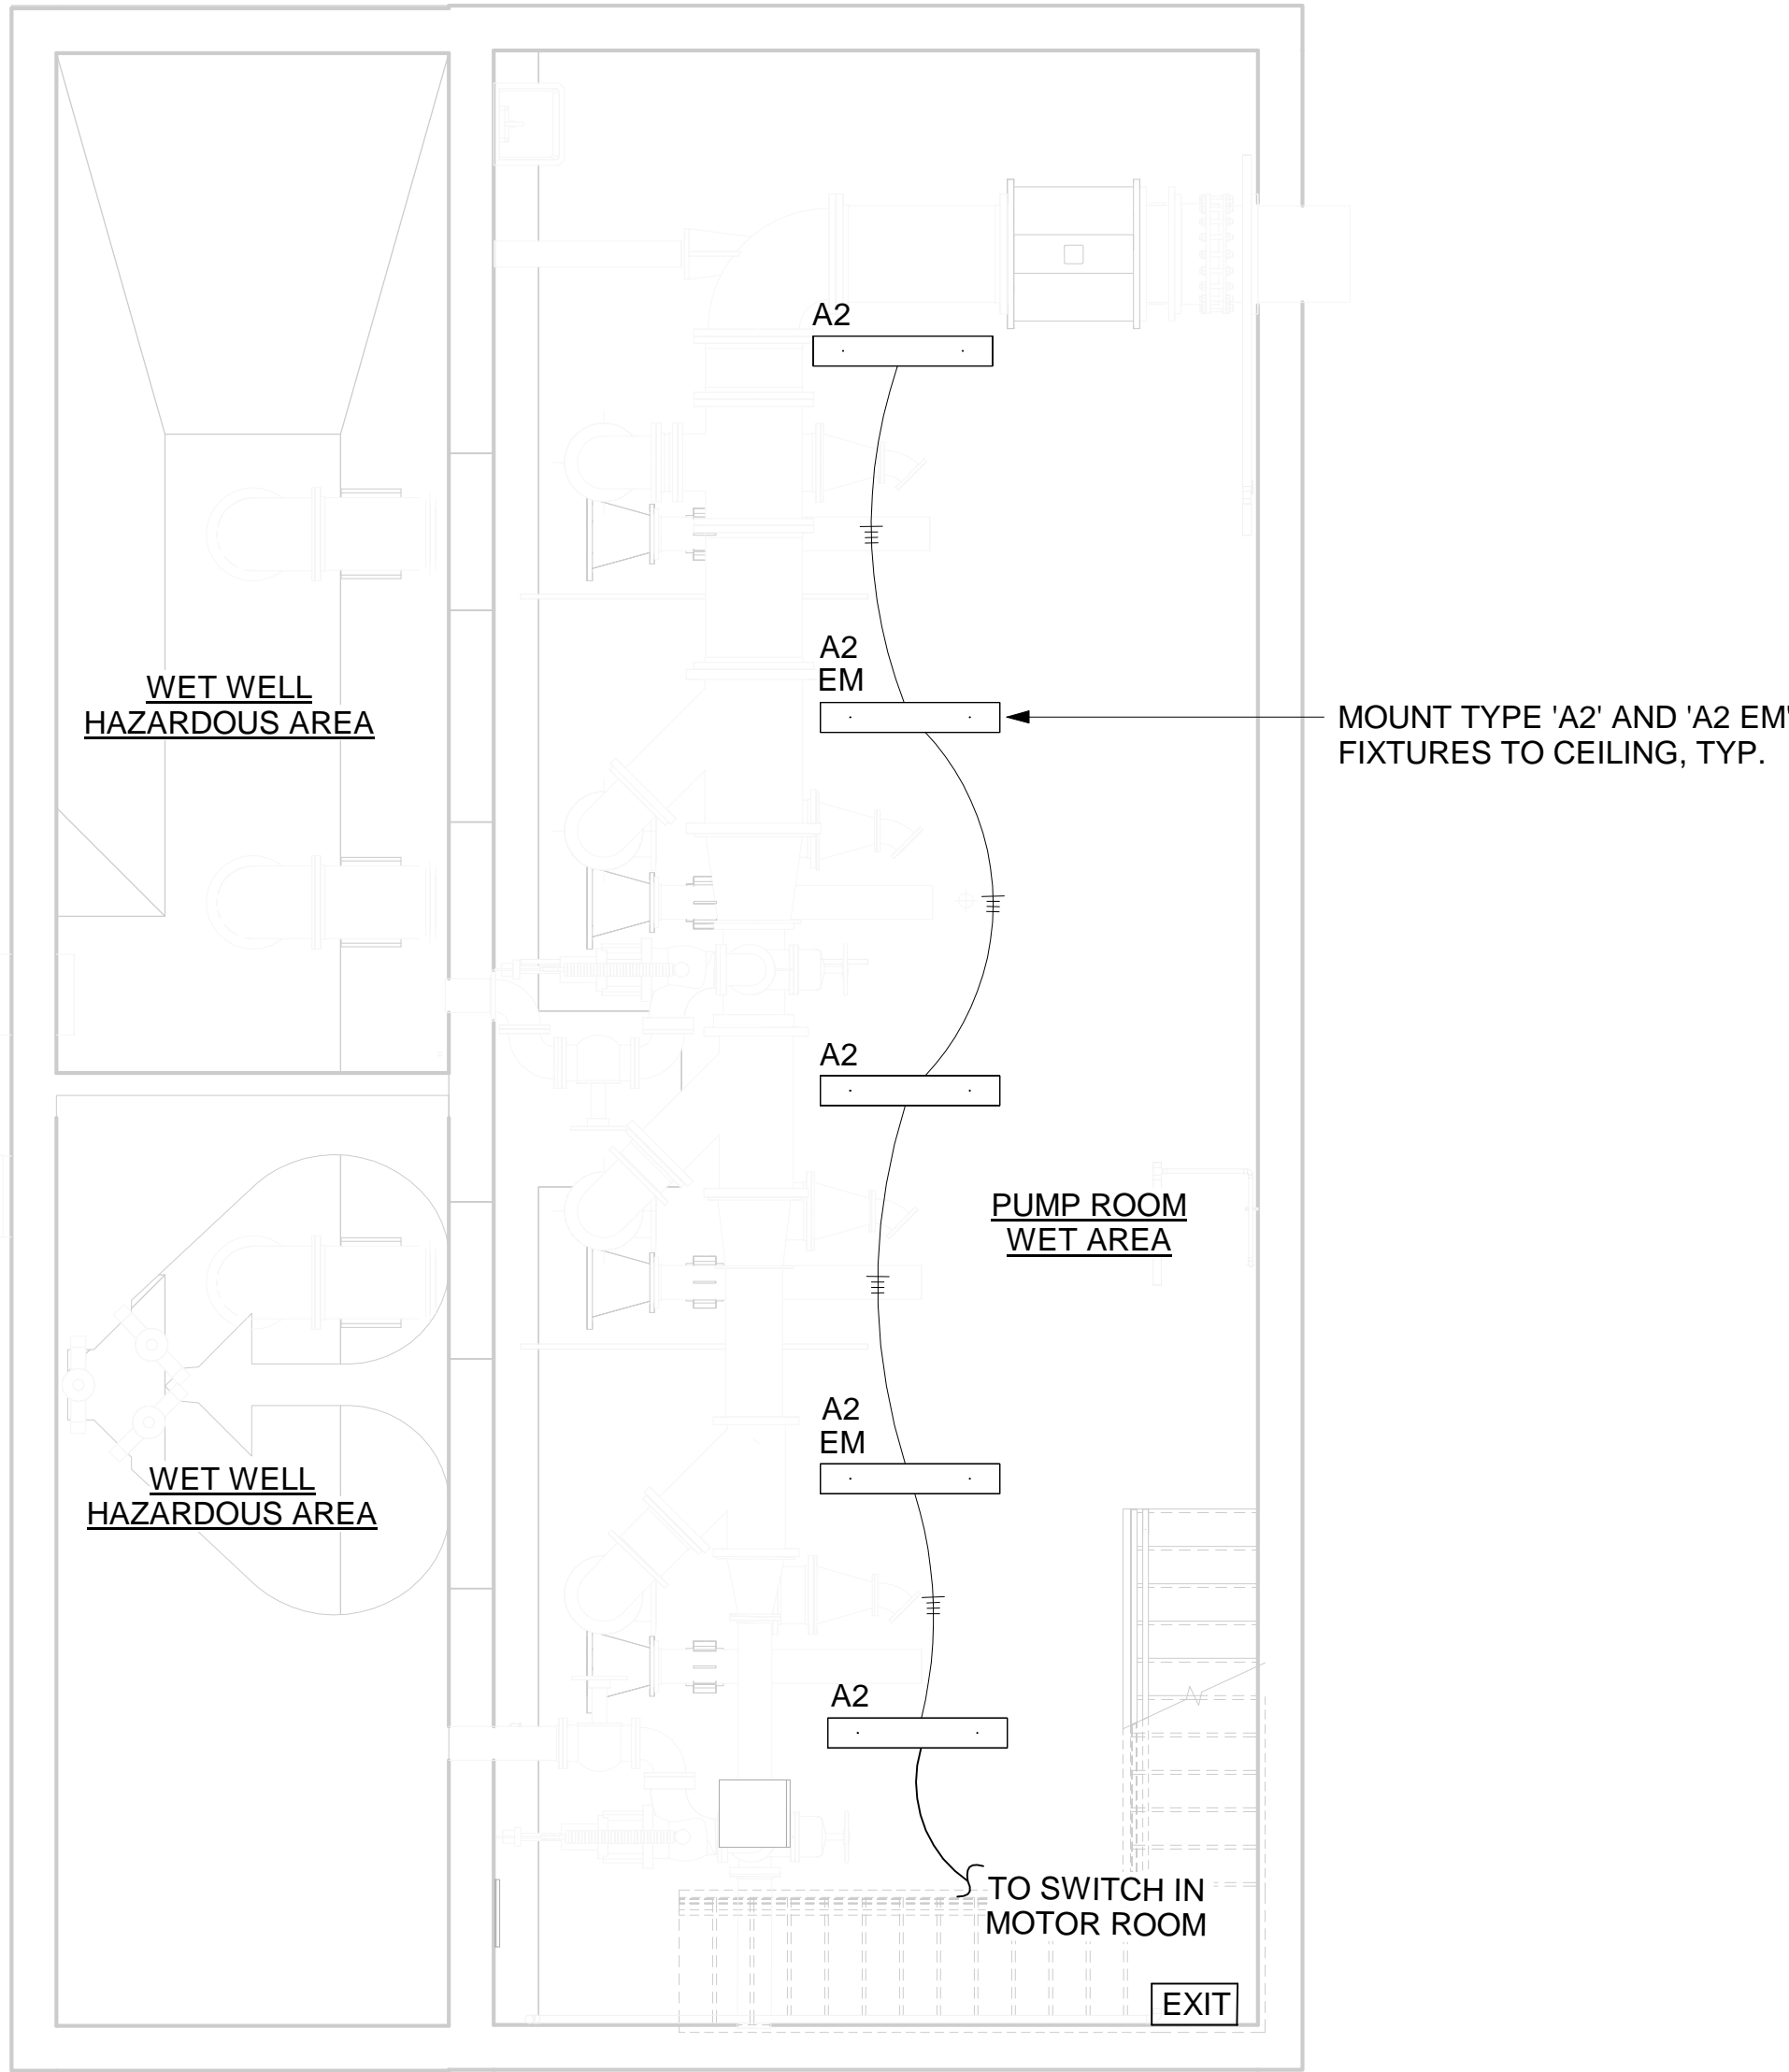 A2
A2
EM
WET WELL
HAZARDOUS AREA
MOUNT TYPE 'A2' AND 'A2 EM'
FIXTURES TO CEILING, TYP.
A2
PUMP ROOM
WET AREA
A2
EM
WET WELL
HAZARDOUS AREA
A2
TO SWITCH IN
MOTOR ROOM
EXIT